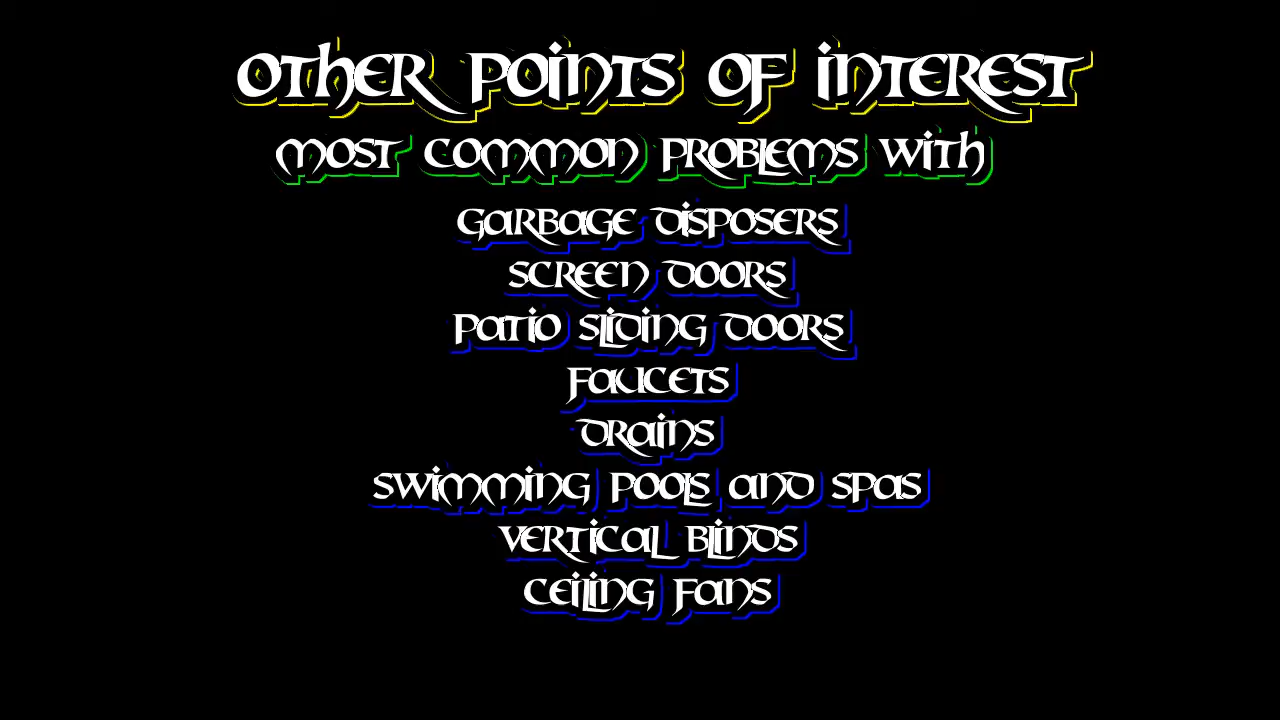 Other Points of Interest
Most Common Problems With
Garbage Disposers
Screen Doors
Patio Sliding Doors
Faucets
Drains
Swimming Pools and Spas
Vertical Blinds
Ceiling Fans